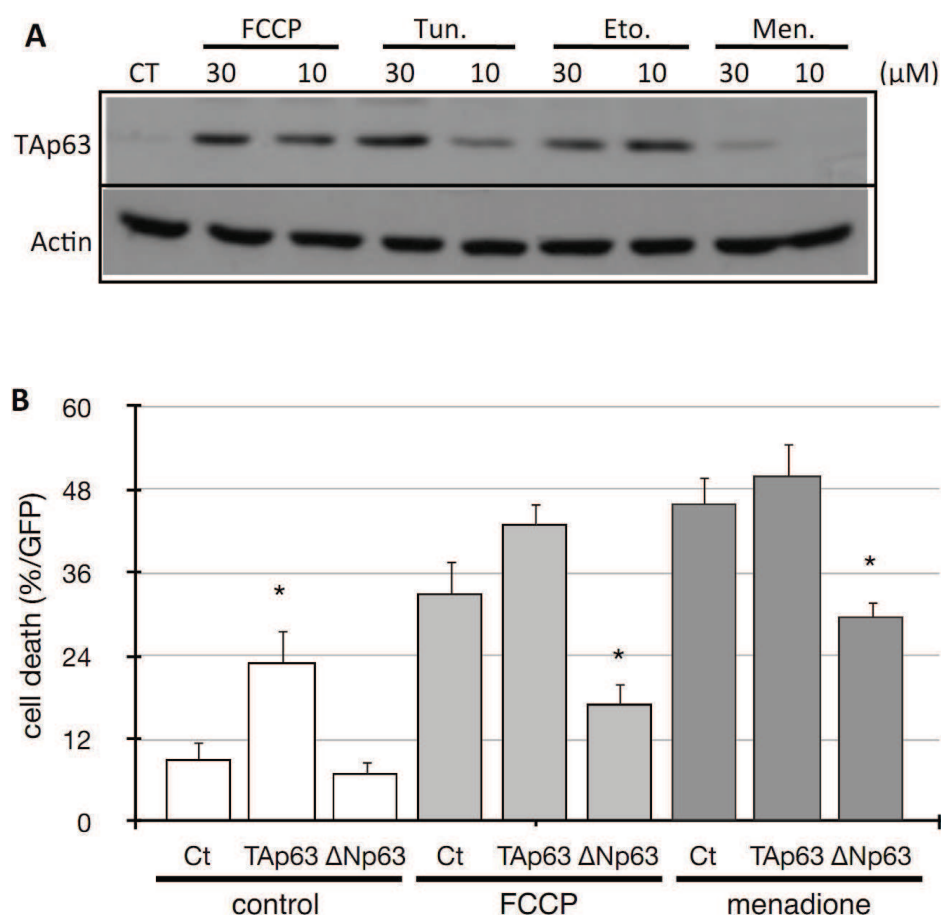 A
FCCP Tun. Eto. Men.
CT 30 10 30 10 30 10 30 10 (µM)
TAp63
Actin
B
cell death (%/GFP)
60
48
36
24
12
0
*
*
*
Ct TAp63 ΔNp63 Ct TAp63 ΔNp63 Ct TAp63 ΔNp63
control FCCP menadione